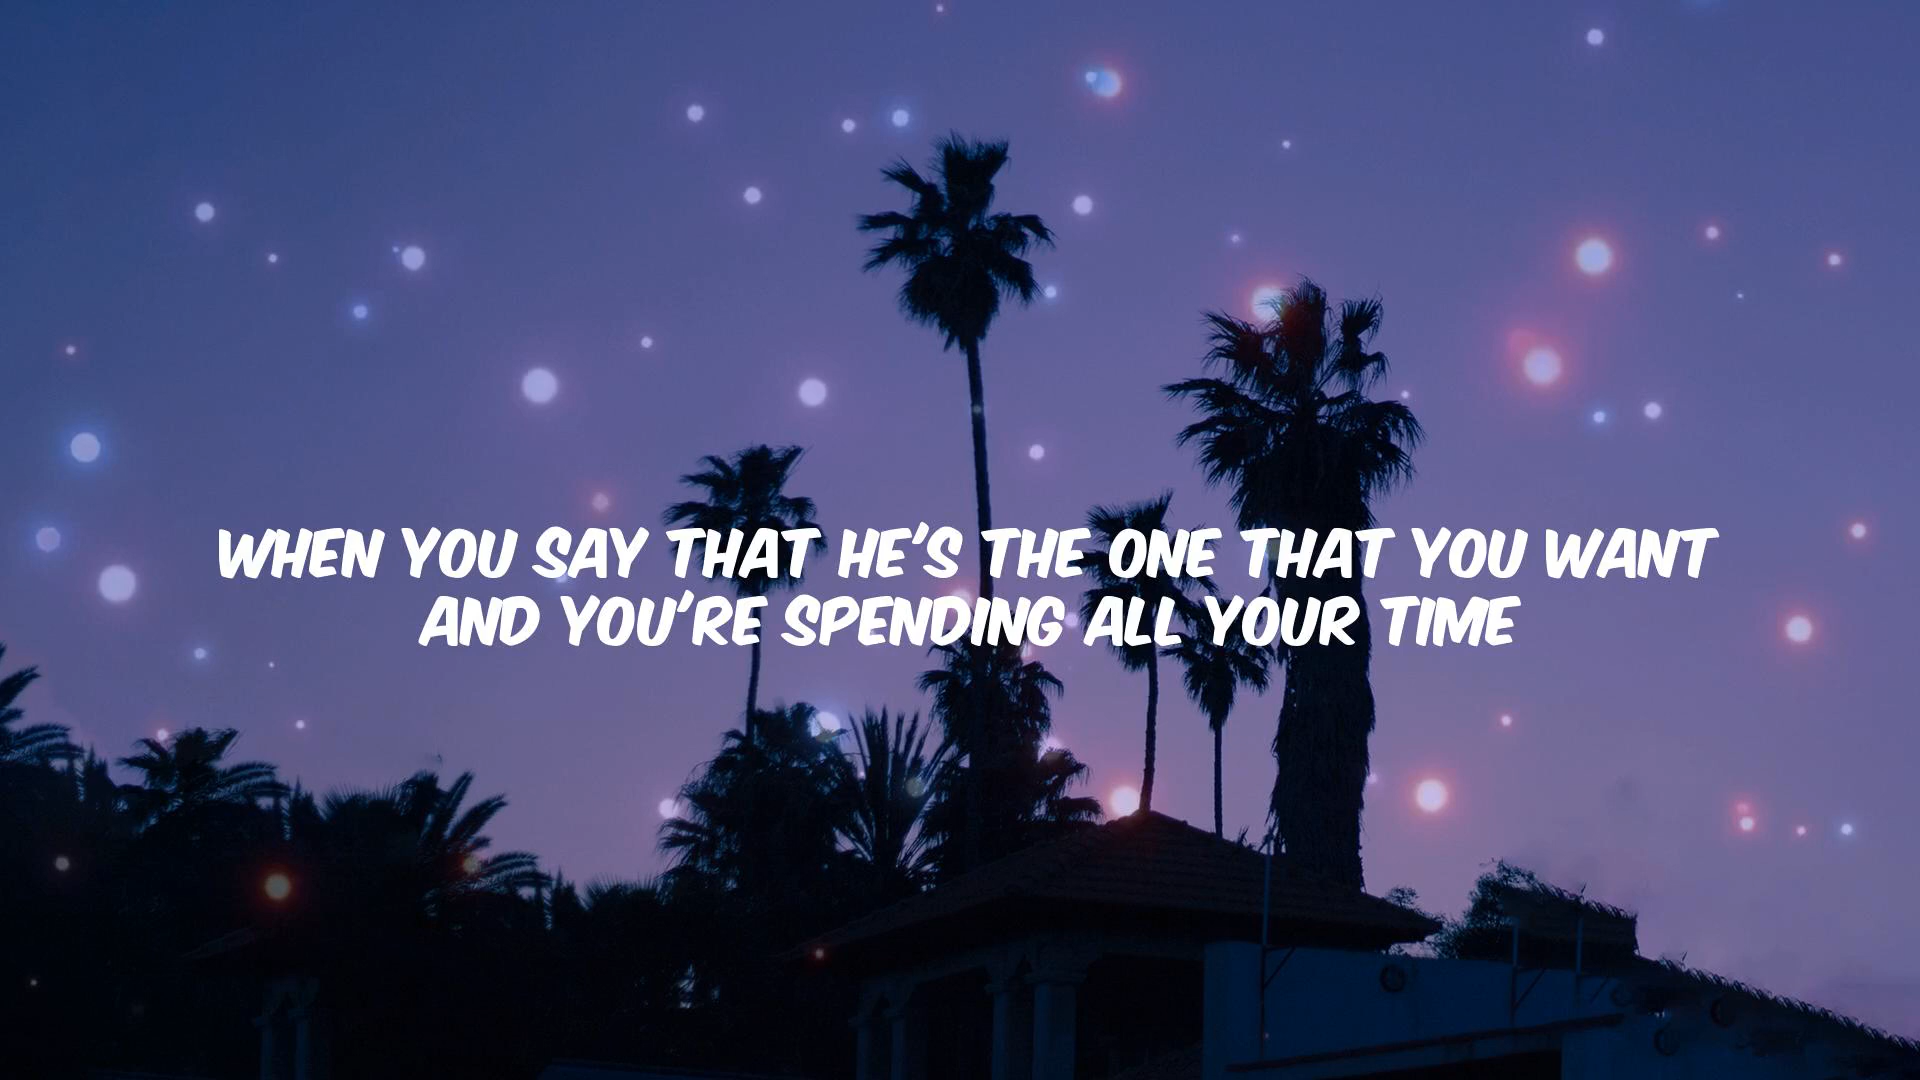 WHEN YOU SAY THAT HE'S THE ONE THAT YOU WANT
AND YOU'RE SPENDING ALL YOUR TIME